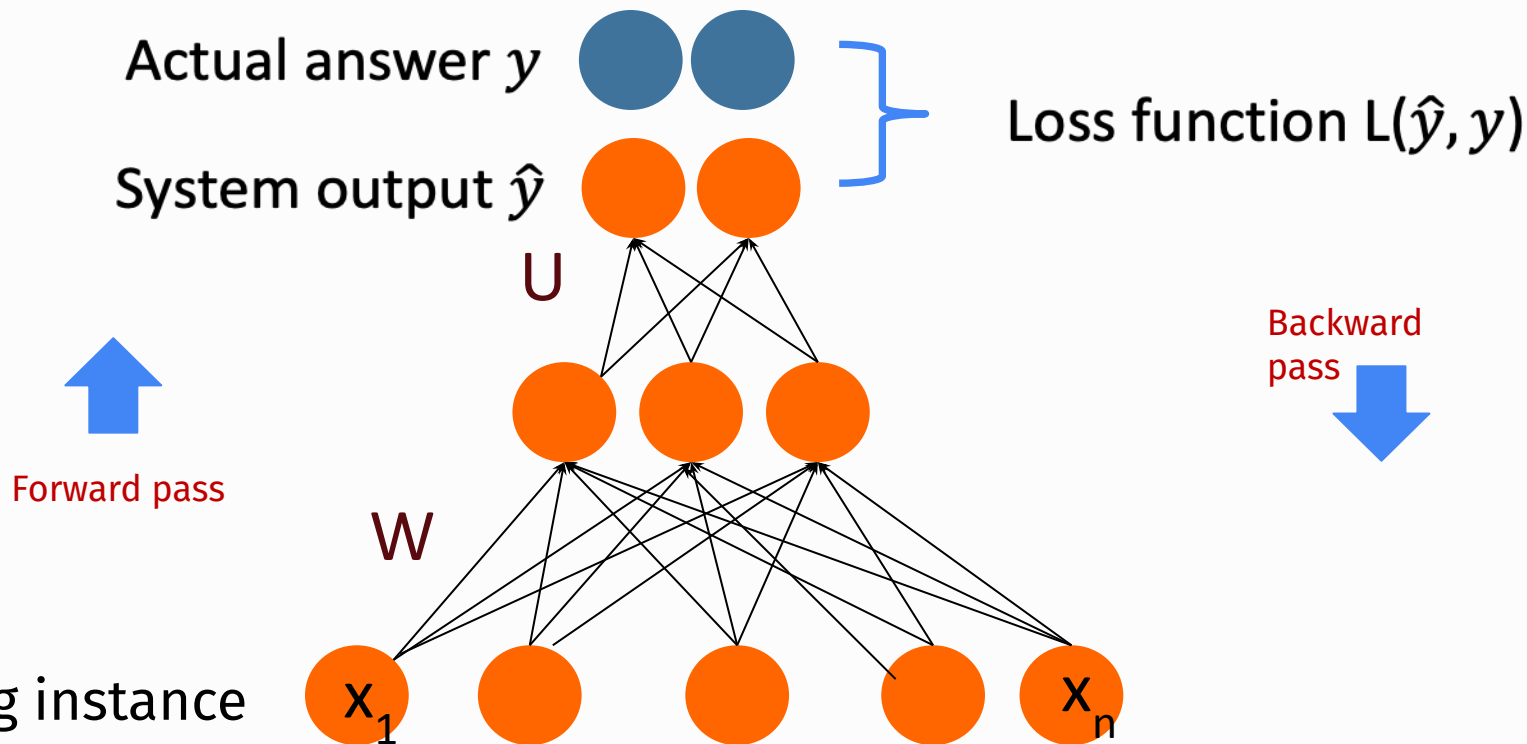 Actual answer y
Loss function L(ŷ, y)
System output ŷ
U
Backward
pass
Forward pass
W
g instance
x₁
xₙ